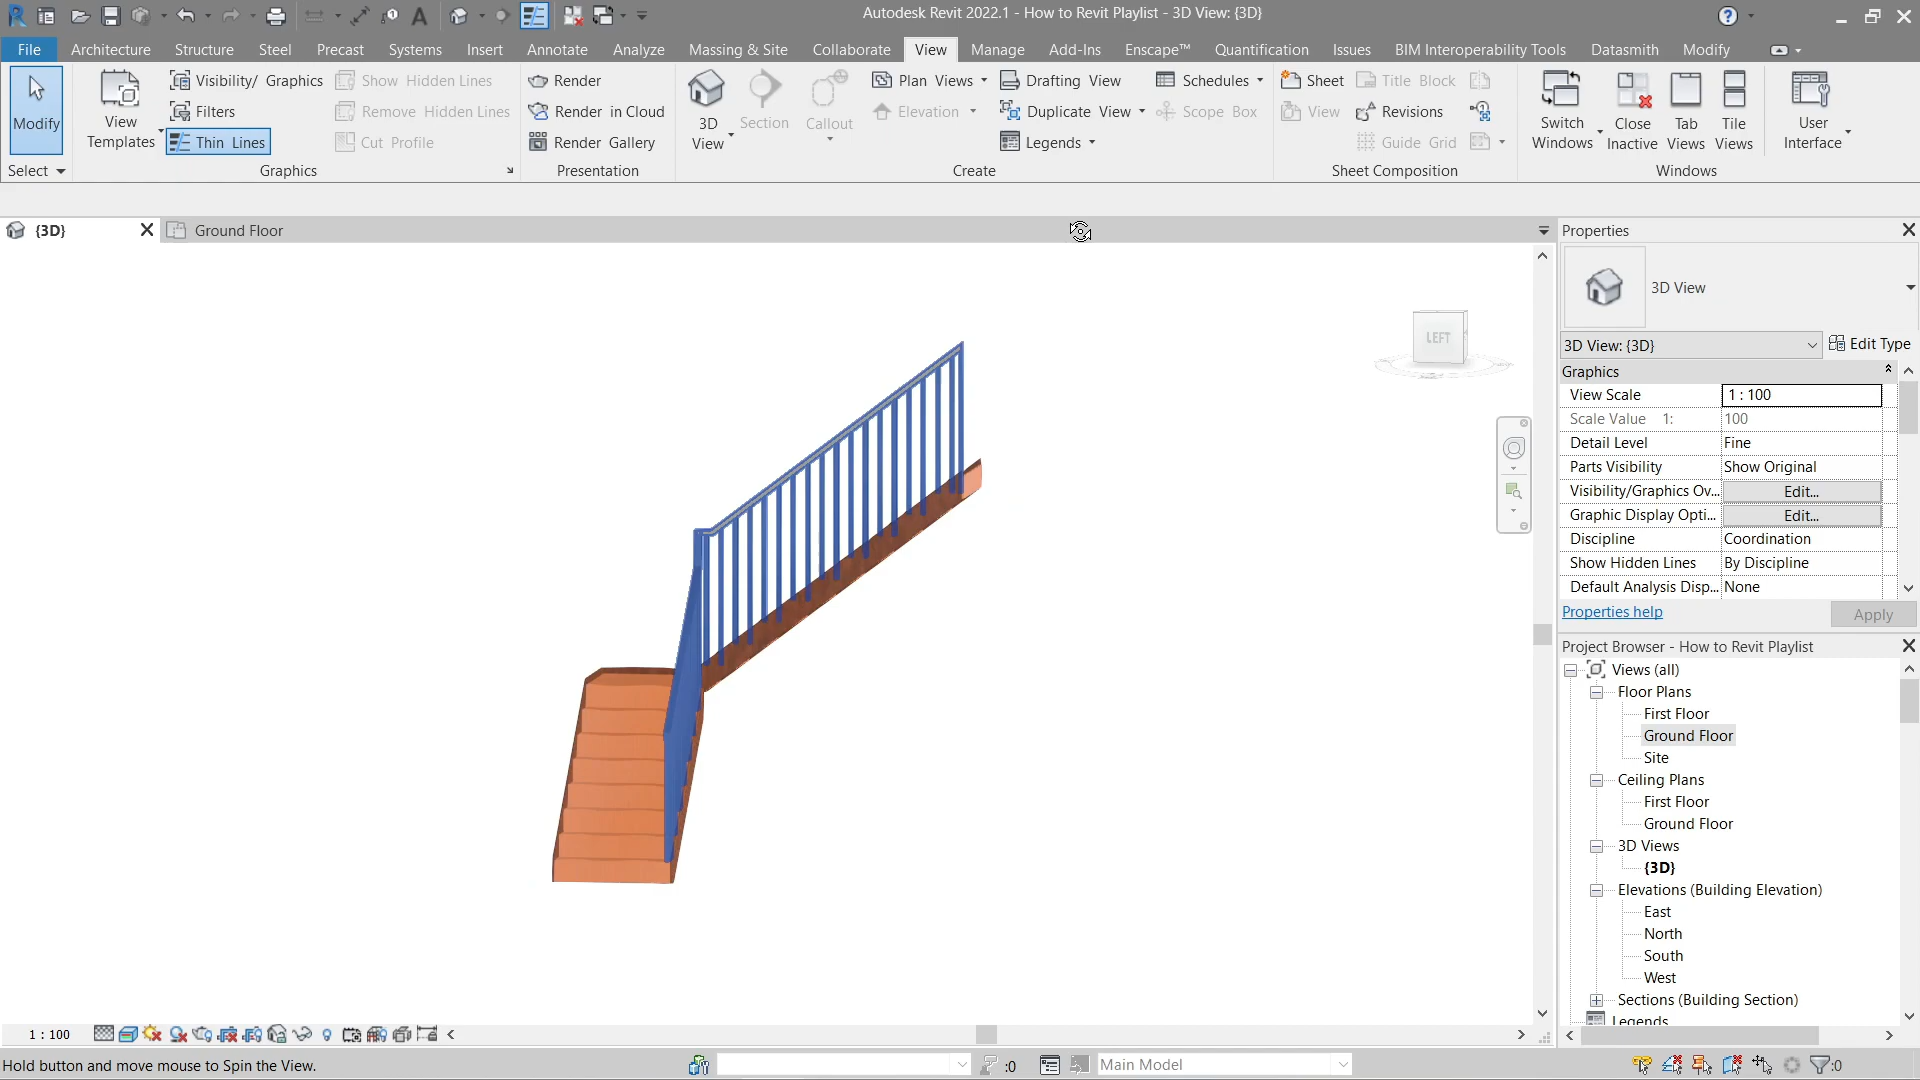 Autodesk Revit 2022.1 - How to Revit Playlist - 3D View: {3D}
File Architecture Structure Steel Precast Systems Insert Annotate Analyze Massing & Site Collaborate View Manage Add-Ins Enscape™ Quantification Issues BIM Interoperability Tools Datasmith Modify
Modify
Select
View Templates
Visibility/ Graphics
Filters
Thin Lines
Show Hidden Lines
Remove Hidden Lines
Cut Profile
Graphics
Render
Render in Cloud
Render Gallery
Presentation
3D View
Section
Callout
Plan Views
Elevation
Drafting View
Duplicate View
Legends
Schedules
Scope Box
Create
Sheet
View
Title Block
Revisions
Guide Grid
Sheet Composition
Switch Windows
Close Inactive
Tab Views
Tile Views
Windows
User Interface
{3D}
Ground Floor
LEFT
Properties
3D View
3D View: {3D}
Edit Type
Graphics
View Scale 1 : 100
Scale Value 1: 100
Detail Level Fine
Parts Visibility Show Original
Visibility/Graphics Ov... Edit...
Graphic Display Opti... Edit...
Discipline Coordination
Show Hidden Lines By Discipline
Default Analysis Disp... None
Properties help
Apply
Project Browser - How to Revit Playlist
Views (all)
Floor Plans
First Floor
Ground Floor
Site
Ceiling Plans
First Floor
Ground Floor
3D Views
{3D}
Elevations (Building Elevation)
East
North
South
West
Sections (Building Section)
Legends
1 : 100
Hold button and move mouse to Spin the View.
:0
Main Model
:0